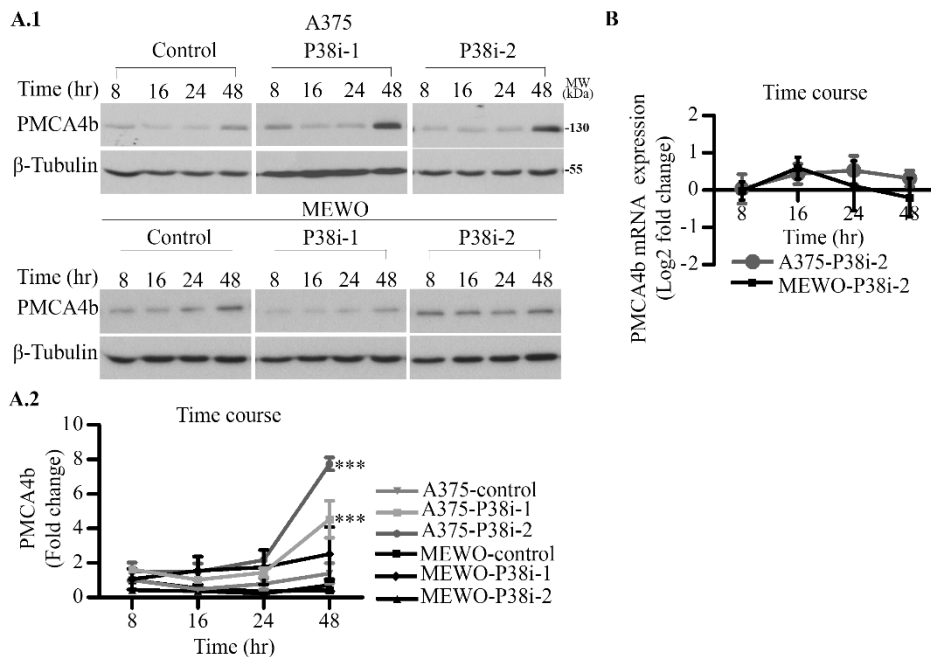 A.1
A375
Control P38i-1 P38i-2
Time (hr) 8 16 24 48 8 16 24 48 8 16 24 48 MW (kDa)
PMCA4b -130
β-Tubulin -55
MEWO
Control P38i-1 P38i-2
Time (hr) 8 16 24 48 8 16 24 48 8 16 24 48
PMCA4b
β-Tubulin
A.2
Time course
PMCA4b
(Fold change)
10
8
6
4
2
0
8 16 24 48
Time (hr)
***
***
A375-control
A375-P38i-1
A375-P38i-2
MEWO-control
MEWO-P38i-1
MEWO-P38i-2
B
Time course
PMCA4b mRNA expression
(Log2 fold change)
2
1
0
-1
-2
8 16 24 48
Time (hr)
A375-P38i-2
MEWO-P38i-2